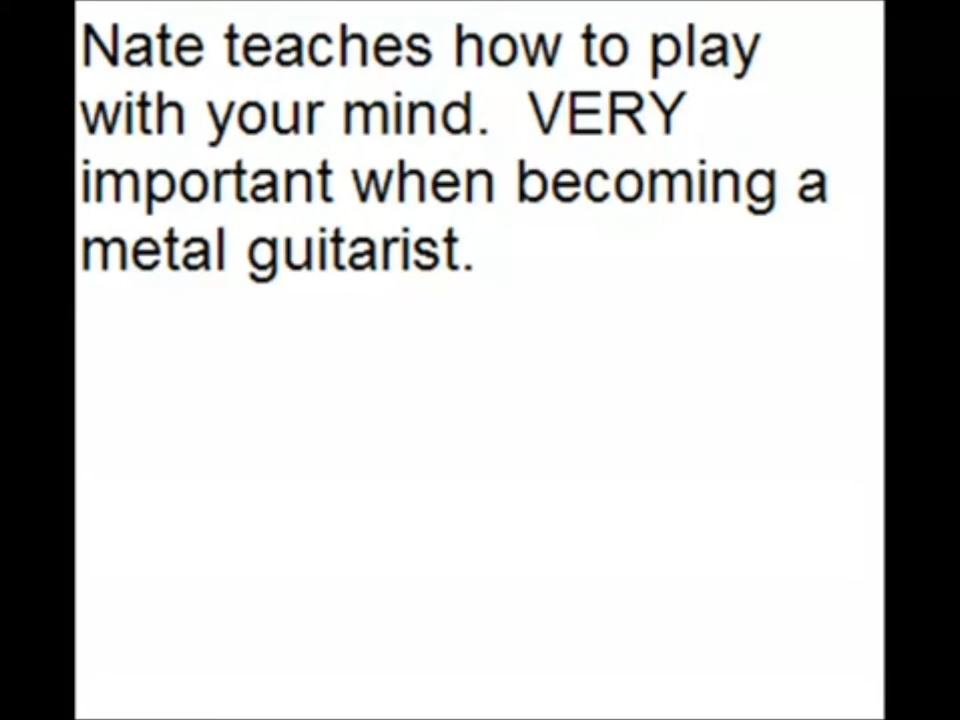 Nate teaches how to play
with your mind.  VERY
important when becoming a
metal guitarist.